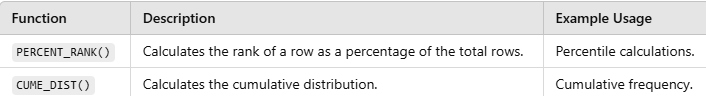 Function Description Example Usage
PERCENT_RANK() Calculates the rank of a row as a percentage of the total rows. Percentile calculations.
CUME_DIST() Calculates the cumulative distribution. Cumulative frequency.